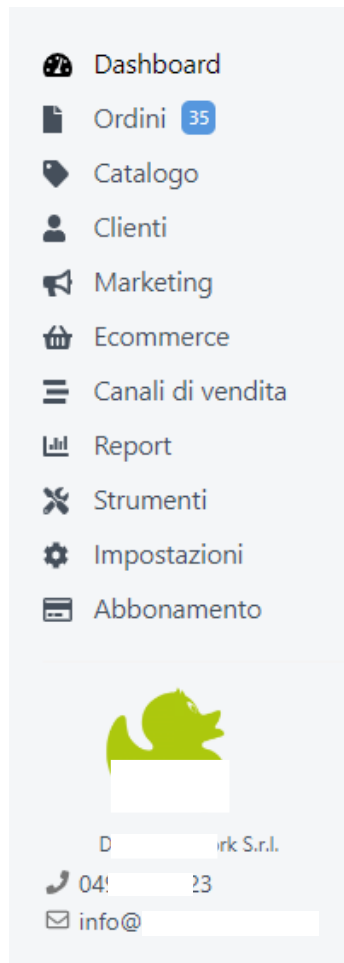 Dashboard
Ordini 35
Catalogo
Clienti
Marketing
Ecommerce
Canali di vendita
Report
Strumenti
Impostazioni
Abbonamento
S.r.l.
info@